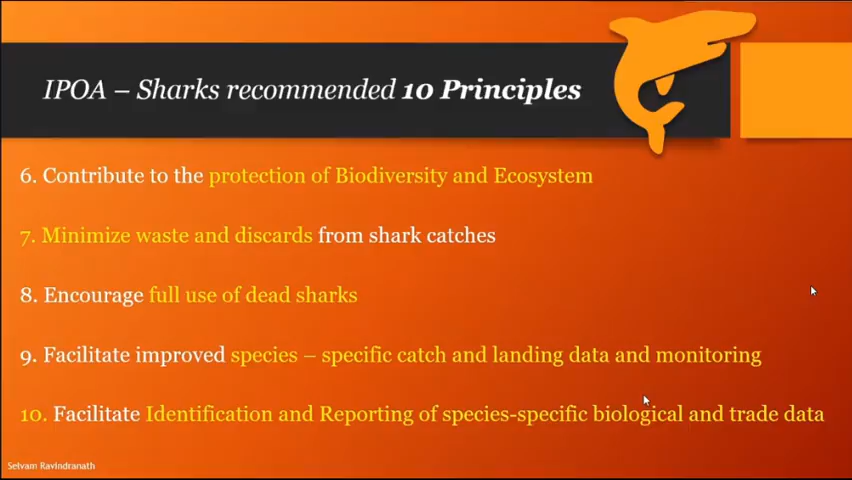 IPOA – Sharks recommended 10 Principles
6. Contribute to the protection of Biodiversity and Ecosystem
7. Minimize waste and discards from shark catches
8. Encourage full use of dead sharks
9. Facilitate improved species – specific catch and landing data and monitoring
10. Facilitate Identification and Reporting of species-specific biological and trade data
Selvam Ravindranath